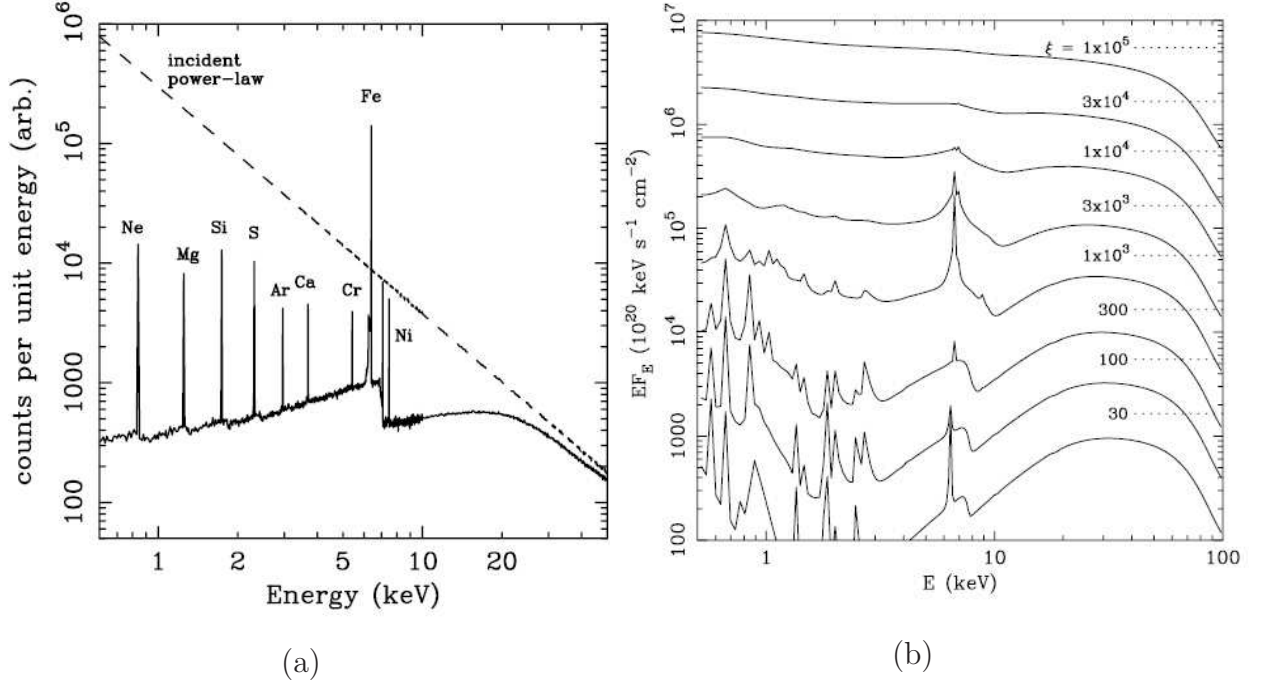 10⁶
10⁵
10⁴
1000
100
counts per unit energy (arb.)
incident
power-law
Fe
Ne
Mg
Si
S
Ar
Ca
Cr
Ni
1
2
5
10
20
Energy (keV)
(a)
10⁷
10⁶
10⁵
10⁴
1000
100
EF_E (10²⁰ keV s⁻¹ cm⁻²)
ξ = 1x10⁵
3x10⁴
1x10⁴
3x10³
1x10³
300
100
30
1
10
100
E (keV)
(b)